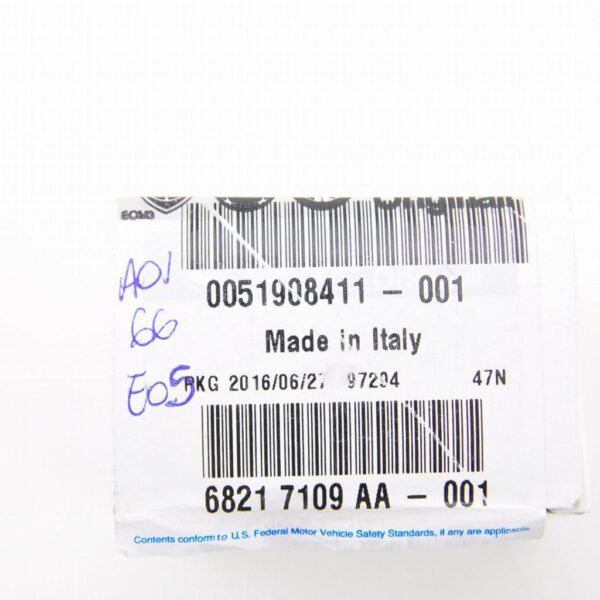 BCM3
0051908411 - 001
A01
Made in Italy
66
PKG 2016/06/27 97294 47N
E05
6821 7109 AA - 001
Contents conform to U.S. Federal Motor Vehicle Safety Standards, if any are applicable